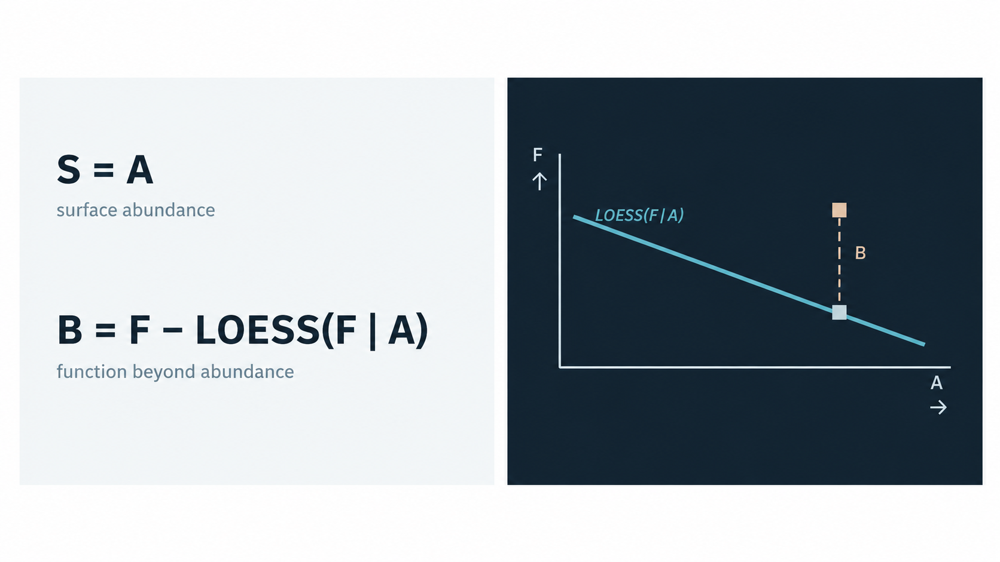 S = A
surface abundance
B = F − LOESS(F | A)
function beyond abundance
F
↑
LOESS(F | A)
B
A
→